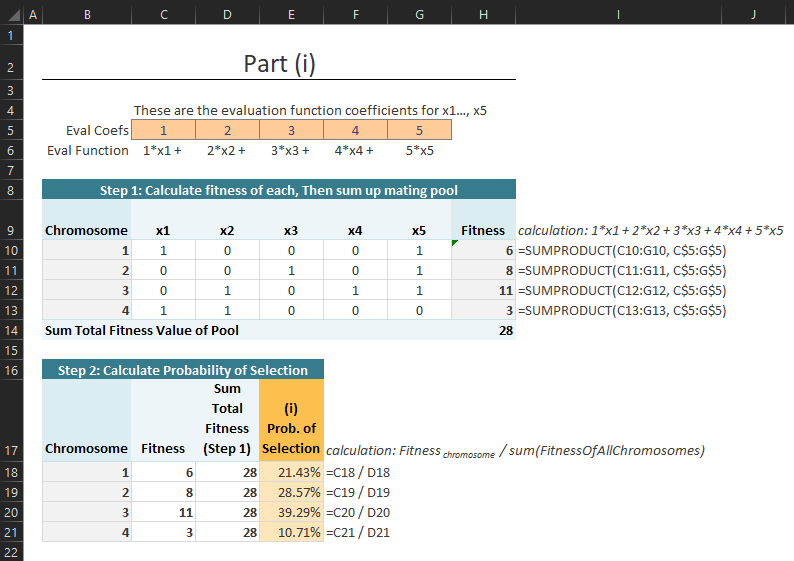 A B C D E F G H I J
1
2 Part (i)
3
4 These are the evaluation function coefficients for x1..., x5
5 Eval Coefs 1 2 3 4 5
6 Eval Function 1*x1 + 2*x2 + 3*x3 + 4*x4 + 5*x5
7
8 Step 1: Calculate fitness of each, Then sum up mating pool
9 Chromosome x1 x2 x3 x4 x5 Fitness calculation: 1*x1 + 2*x2 + 3*x3 + 4*x4 + 5*x5
10 1 1 0 0 0 1 6 =SUMPRODUCT(C10:G10, C$5:G$5)
11 2 0 0 1 0 1 8 =SUMPRODUCT(C11:G11, C$5:G$5)
12 3 0 1 0 1 1 11 =SUMPRODUCT(C12:G12, C$5:G$5)
13 4 1 1 0 0 0 3 =SUMPRODUCT(C13:G13, C$5:G$5)
14 Sum Total Fitness Value of Pool 28
15
16 Step 2: Calculate Probability of Selection
Sum
Total (i)
Fitness Prob. of
17 Chromosome Fitness (Step 1) Selection calculation: Fitness chromosome / sum(FitnessOfAllChromosomes)
18 1 6 28 21.43% =C18 / D18
19 2 8 28 28.57% =C19 / D19
20 3 11 28 39.29% =C20 / D20
21 4 3 28 10.71% =C21 / D21
22